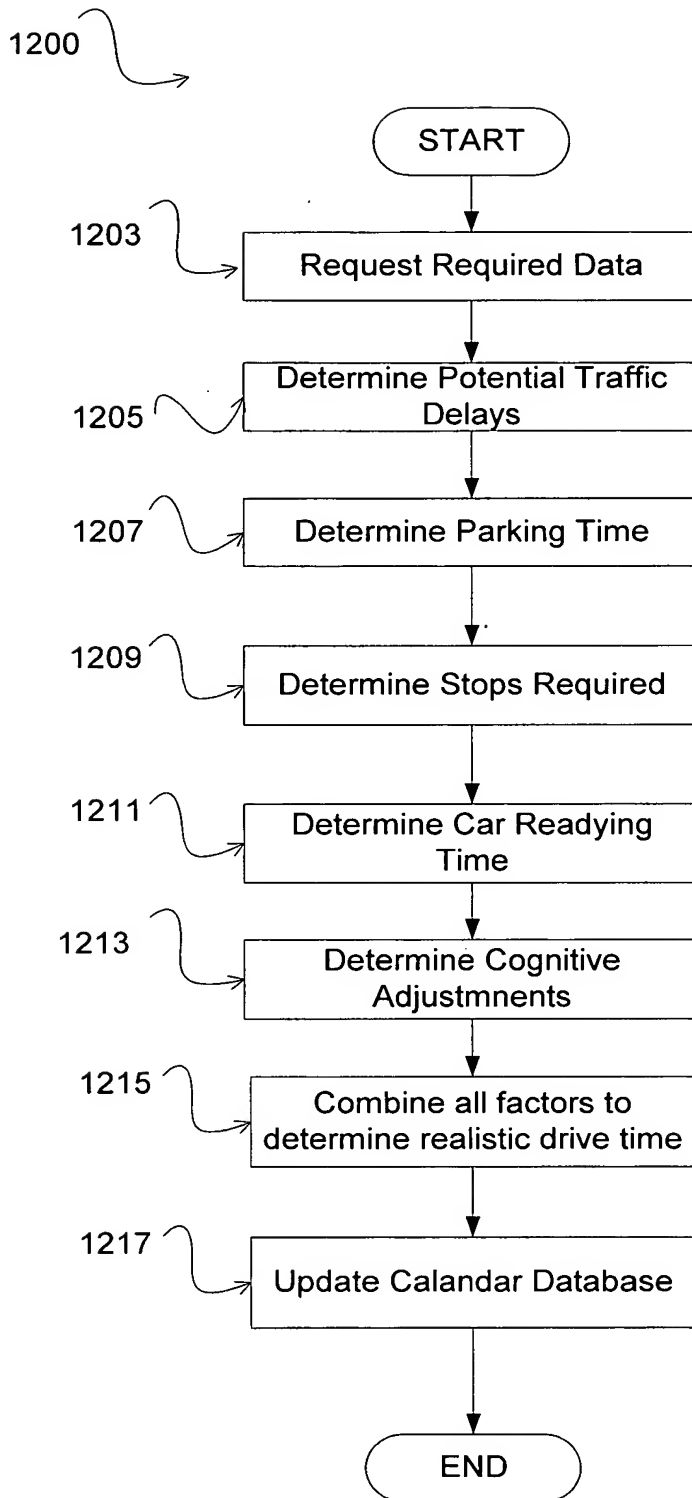 1200
START
1203
Request Required Data
1205
Determine Potential Traffic
Delays
1207
Determine Parking Time
1209
Determine Stops Required
1211
Determine Car Readying
Time
1213
Determine Cognitive
Adjustmnents
1215
Combine all factors to
determine realistic drive time
1217
Update Calandar Database
END